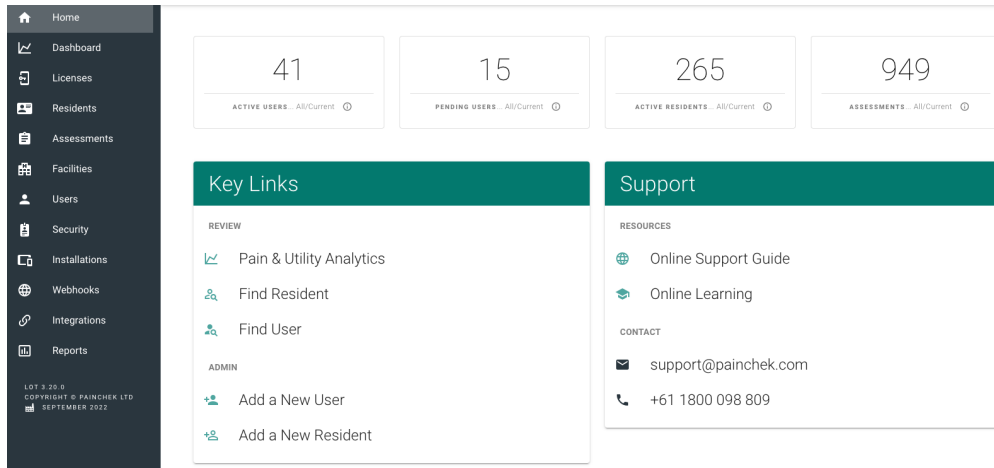 Home
Dashboard
Licenses
Residents
Assessments
Facilities
Users
Security
Installations
Webhooks
Integrations
Reports
LOT 3.20.0
COPYRIGHT © PAINCHEK LTD
SEPTEMBER 2022
41
ACTIVE USERS... All/Current
15
PENDING USERS... All/Current
265
ACTIVE RESIDENTS... All/Current
949
ASSESSMENTS... All/Current
Key Links
REVIEW
Pain & Utility Analytics
Find Resident
Find User
ADMIN
Add a New User
Add a New Resident
Support
RESOURCES
Online Support Guide
Online Learning
CONTACT
support@painchek.com
+61 1800 098 809